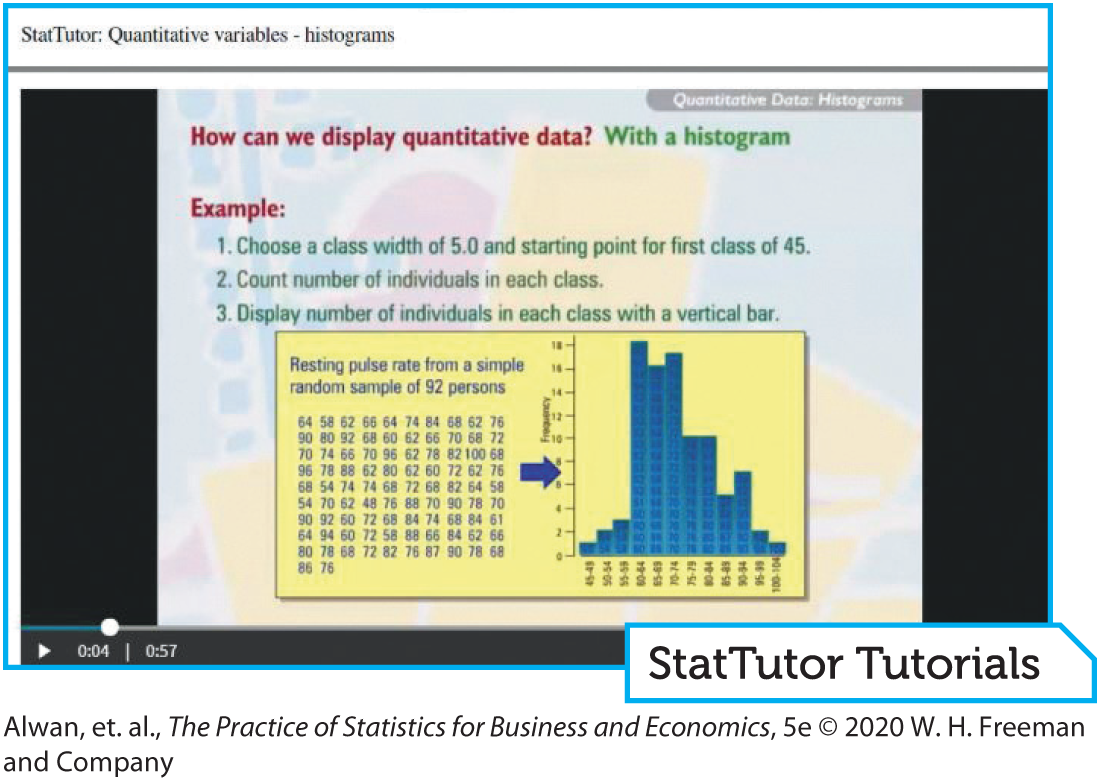 StatTutor: Quantitative variables - histograms
Quantitative Data: Histograms
How can we display quantitative data? With a histogram
Example:
1. Choose a class width of 5.0 and starting point for first class of 45.
2. Count number of individuals in each class.
3. Display number of individuals in each class with a vertical bar.
Resting pulse rate from a simple
random sample of 92 persons
64 58 62 66 64 74 84 68 62 76
90 80 92 68 60 62 66 70 68 72
70 74 66 70 96 62 78 82 100 68
96 78 88 62 80 62 60 72 62 76
68 54 74 74 68 72 68 82 64 58
54 70 62 48 76 88 70 90 78 70
90 92 60 72 68 84 74 68 84 61
64 94 60 72 58 88 66 84 62 66
80 78 68 72 82 76 87 90 78 68
86 76
Frequency
18
16
14
12
10
8
6
4
2
0
45-49
50-54
55-59
60-64
65-69
70-74
75-79
80-84
85-89
90-94
95-99
100-104
0:04 | 0:57
StatTutor Tutorials
Alwan, et. al., The Practice of Statistics for Business and Economics, 5e © 2020 W. H. Freeman
and Company